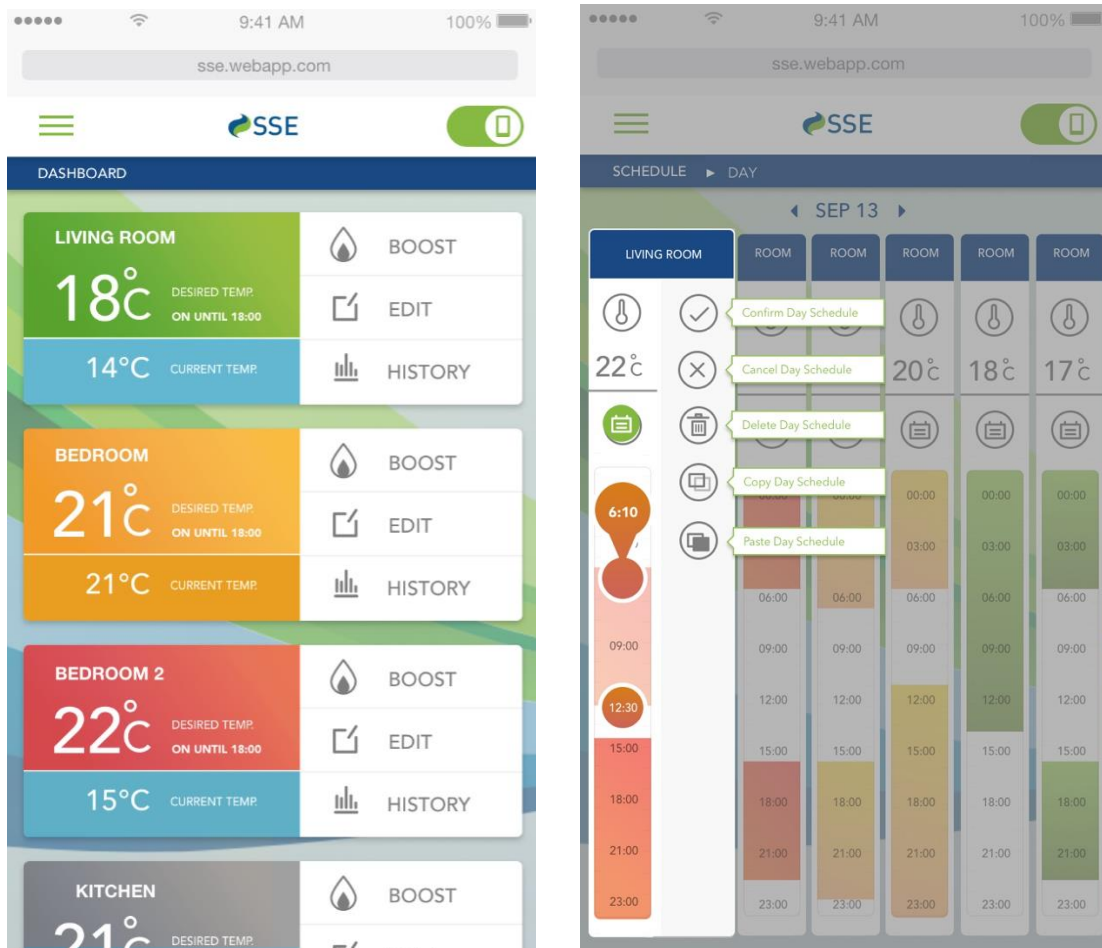 9:41 AM 100%
sse.webapp.com
SSE
DASHBOARD
LIVING ROOM
18°C DESIRED TEMP.
ON UNTIL 18:00
14°C CURRENT TEMP.
BOOST
EDIT
HISTORY
BEDROOM
21°C DESIRED TEMP.
ON UNTIL 18:00
21°C CURRENT TEMP.
BOOST
EDIT
HISTORY
BEDROOM 2
22°C DESIRED TEMP.
ON UNTIL 18:00
15°C CURRENT TEMP.
BOOST
EDIT
HISTORY
KITCHEN
21°C DESIRED TEMP.
BOOST
9:41 AM 100%
sse.webapp.com
SSE
SCHEDULE ▶ DAY
SEP 13
LIVING ROOM ROOM ROOM ROOM ROOM ROOM
22°C 20°C 18°C 17°C
Confirm Day Schedule
Cancel Day Schedule
Delete Day Schedule
Copy Day Schedule
Paste Day Schedule
6:10
09:00
12:30
15:00
18:00
21:00
23:00
06:00
09:00
12:00
15:00
18:00
21:00
23:00
06:00
09:00
12:00
15:00
18:00
21:00
23:00
00:00
03:00
06:00
09:00
12:00
15:00
18:00
21:00
23:00
00:00
03:00
06:00
09:00
12:00
15:00
18:00
21:00
23:00
00:00
03:00
06:00
09:00
12:00
15:00
18:00
21:00
23:00